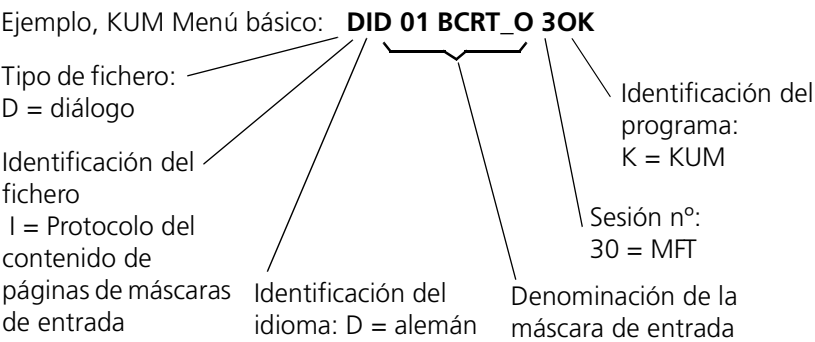 Ejemplo, KUM Menú básico: DID 01 BCRT_O 3OK
Tipo de fichero:
D = diálogo
Identificación del
fichero
I = Protocolo del
contenido de
páginas de máscaras
de entrada
Identificación del
idioma: D = alemán
Denominación de la
máscara de entrada
Sesión nº:
30 = MFT
Identificación del
programa:
K = KUM